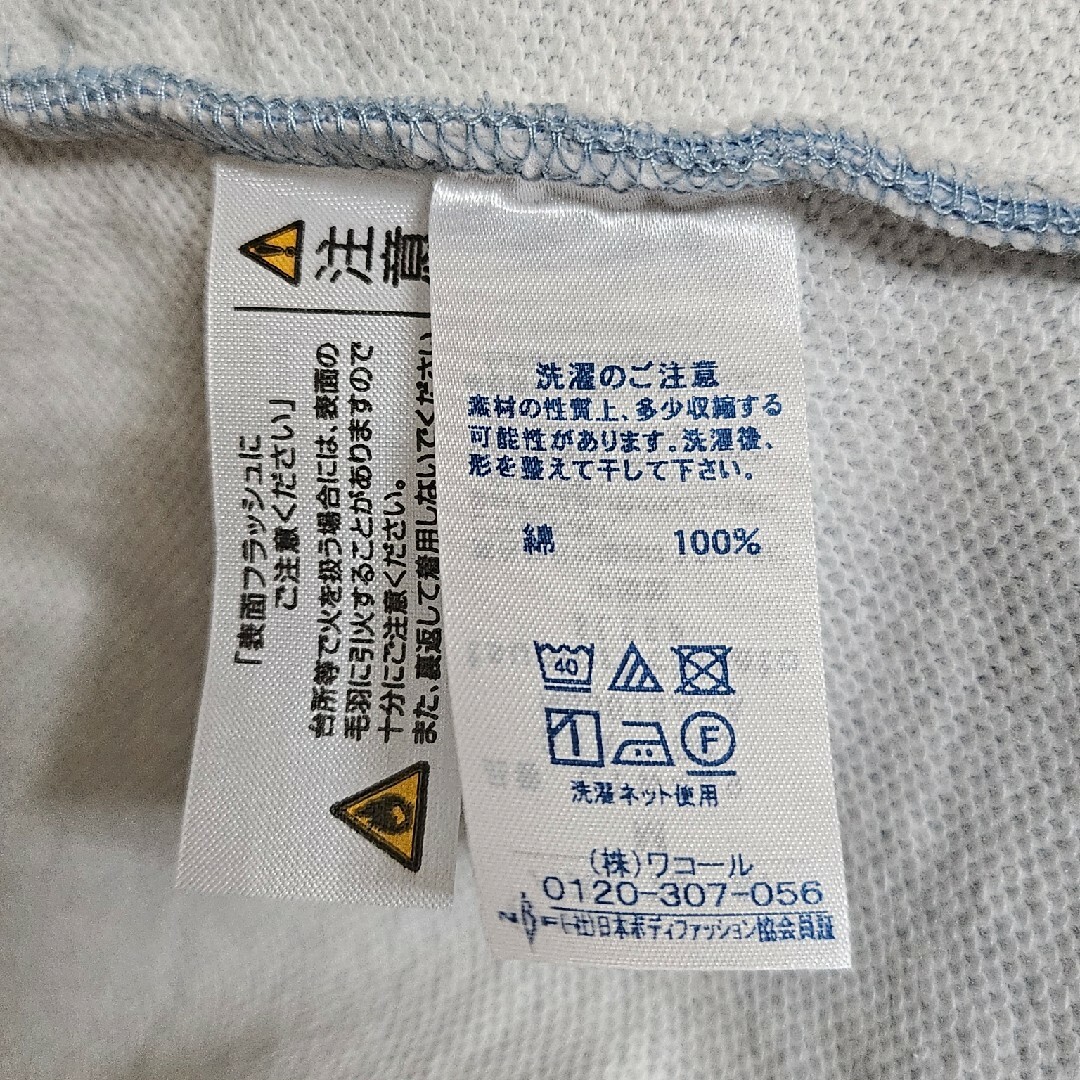 注意
「表面フラッシュに
ご注意ください」
台所等で火を扱う場合には、表面の
毛羽に引火することがありますので
十分にご注意ください。
また、裏返して着用しないでください
洗濯のご注意
素材の性質上、多少収縮する
可能性があります。洗濯後、
形を整えて干して下さい。
綿 100%
40
F
洗濯ネット使用
(株)ワコール
0120-307-056
(一社)日本ボディファッション協会員証